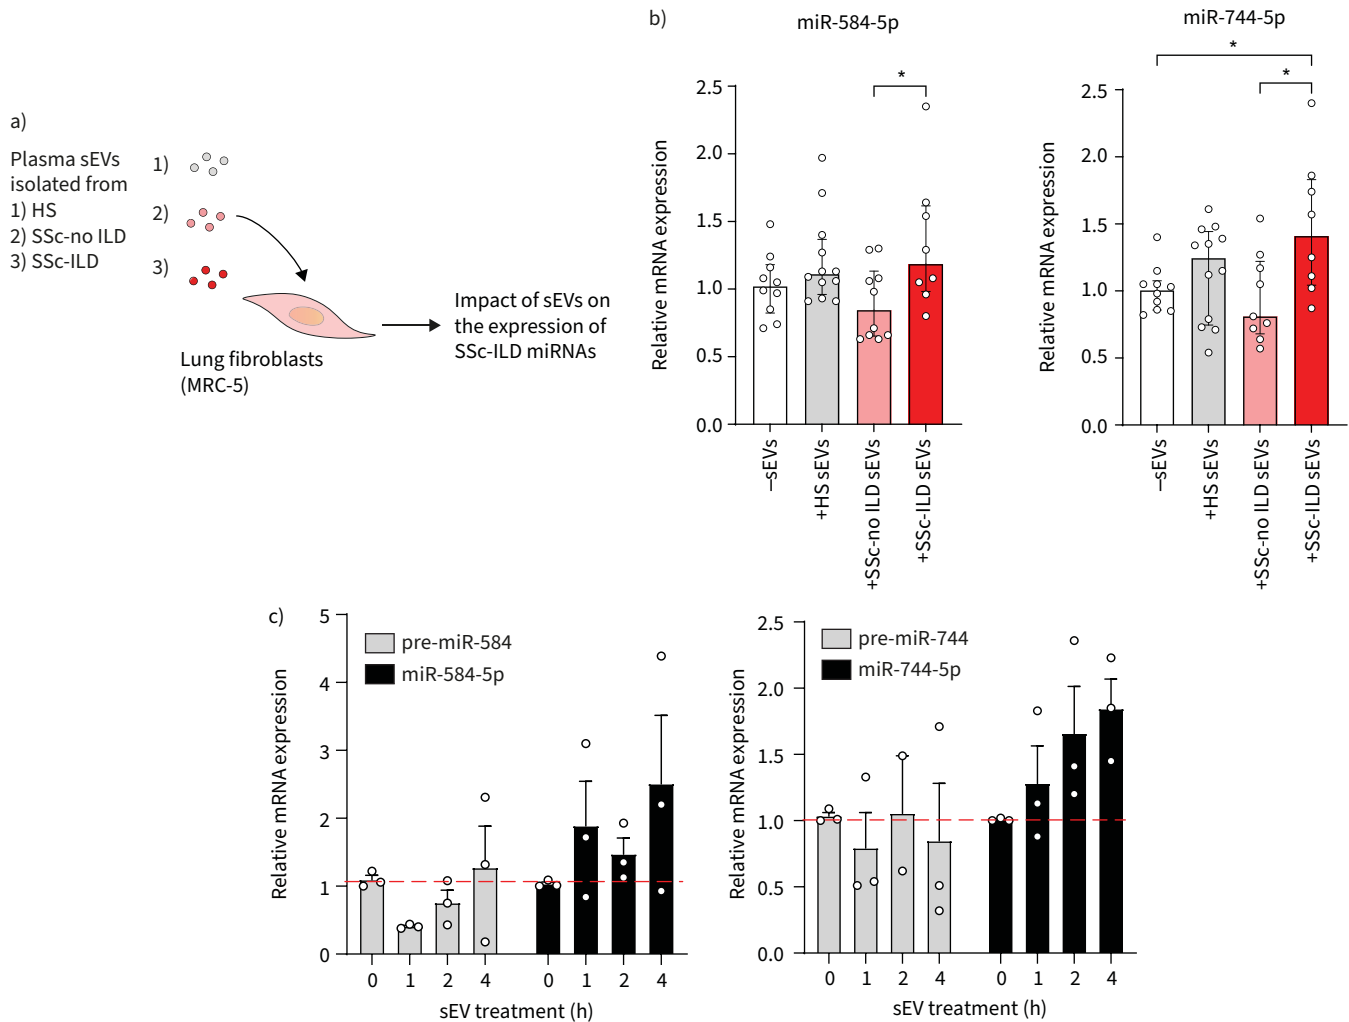 a)
Plasma sEVs
isolated from
1) HS
2) SSc-no ILD
3) SSc-ILD
1)
2)
3)
Lung fibroblasts
(MRC-5)
Impact of sEVs on
the expression of
SSc-ILD miRNAs
b)
miR-584-5p
*
Relative mRNA expression
2.5
2.0
1.5
1.0
0.5
0.0
–sEVs
+HS sEVs
+SSc-no ILD sEVs
+SSc-ILD sEVs
miR-744-5p
*
*
Relative mRNA expression
2.5
2.0
1.5
1.0
0.5
0.0
–sEVs
+HS sEVs
+SSc-no ILD sEVs
+SSc-ILD sEVs
c)
Relative mRNA expression
5
4
3
2
1
0
pre-miR-584
miR-584-5p
0 1 2 4 0 1 2 4
sEV treatment (h)
Relative mRNA expression
2.5
2.0
1.5
1.0
0.5
0.0
pre-miR-744
miR-744-5p
0 1 2 4 0 1 2 4
sEV treatment (h)